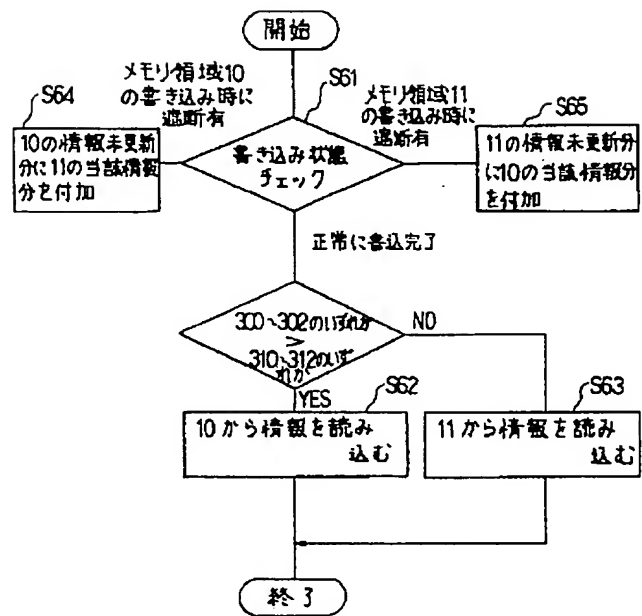 開始
メモリ領域10
の書き込み時に
遮断有
S61
メモリ領域11
の書き込み時に
遮断有
S64
10の情報未更新
分に11の当該情報
分を付加
書き込み状態
チェック
S65
11の情報未更新分
に10の当該情報分
を付加
正常に書込完了
300~302のいずれか
>
310~312のいず
れか
NO
YES
S62
10から情報を読み
込む
S63
11から情報を読み
込む
終了